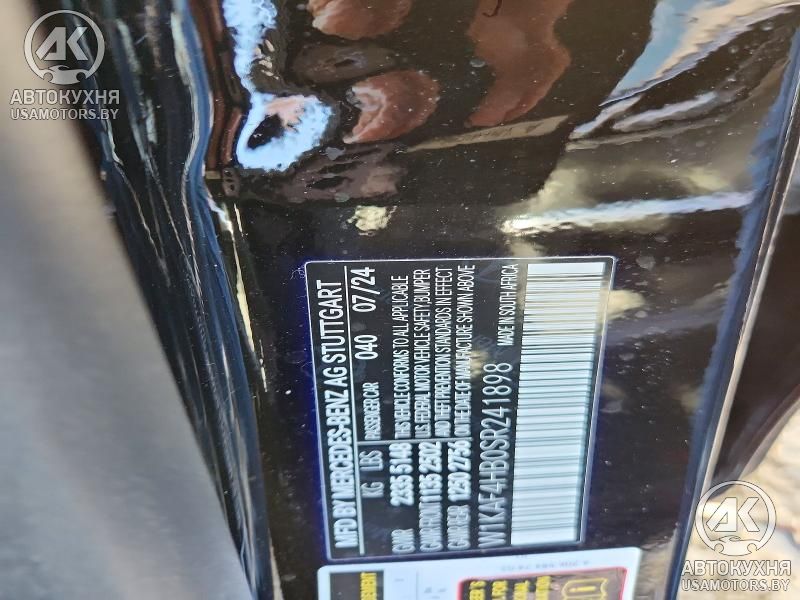 АК
АВТОКУХНЯ
USAMOTORS.BY
MFD BY MERCEDES-BENZ AG STUTTGART
KG LBS PASSENGER CAR 040 07/24
GVWR 2335 5148 THIS VEHICLE CONFORMS TO ALL APPLICABLE
GAWR FRONT 1135 2502 U.S. FEDERAL MOTOR VEHICLE SAFETY/BUMPER
GAWR REAR 1250 2756 AND THEFT PREVENTION STANDARDS IN EFFECT
ON THE DATE OF MANUFACTURE SHOWN ABOVE
W1KAF4HB0SR241898 MADE IN SOUTH AFRICA
АК
АВТОКУХНЯ
USAMOTORS.BY